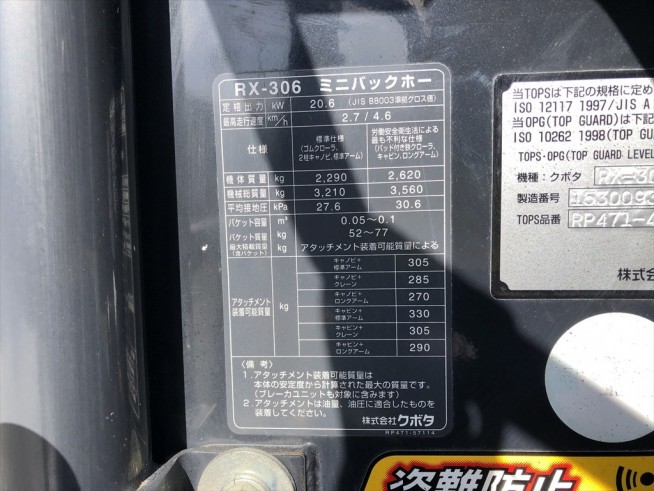 RX-306 ミニバックホー
定格出力 kW 20.6 (JIS B8003準拠グロス値)
最高走行速度 km/h 2.7 / 4.6
仕様 標準仕様 (ゴムクローラ、2柱キャノピ、標準アーム) 労働安全衛生法による最も不利な仕様 (パッド付き鉄クローラ、キャビン、ロングアーム)
機体質量 kg 2,290 2,620
機械総質量 kg 3,210 3,560
平均接地圧 kPa 27.6 30.6
バケット容量 m³ 0.05～0.1
バケット質量 kg 52～77
最大積載質量 (含バケット) kg アタッチメント装着可能質量による
アタッチメント装着可能質量 kg
キャノピ+標準アーム 305
キャノピ+クレーン 285
キャノピ+ロングアーム 270
キャビン+標準アーム 330
キャビン+クレーン 305
キャビン+ロングアーム 290
〈備 考〉
1.アタッチメント装着可能質量は
本体の安定度から計算された最大の質量です。
(ブレーカユニットも対象に含みます)
2.アタッチメントは油量、油圧に適合したものを
装着してください。
株式会社クボタ
RP471-57114
当TOPSは下記の規格に定め
ISO 12117 1997/JIS A
当OPG(TOP GUARD)は下記
ISO 10262 1998(TOP GU
TOPS・OPG(TOP GUARD LEVEL
機種：クボタ RX-30
製造番号
TOPS品番 RP471-4
株式会
盗難防止